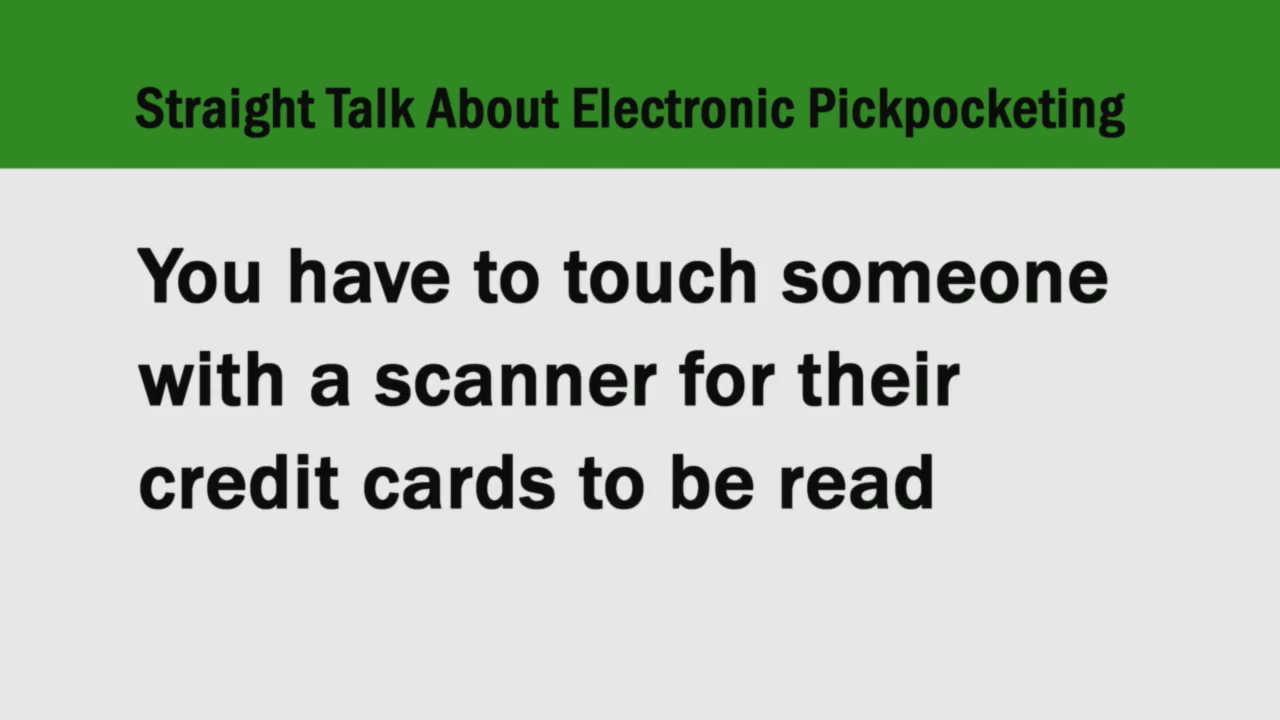 Straight Talk About Electronic Pickpocketing
You have to touch someone
with a scanner for their
credit cards to be read